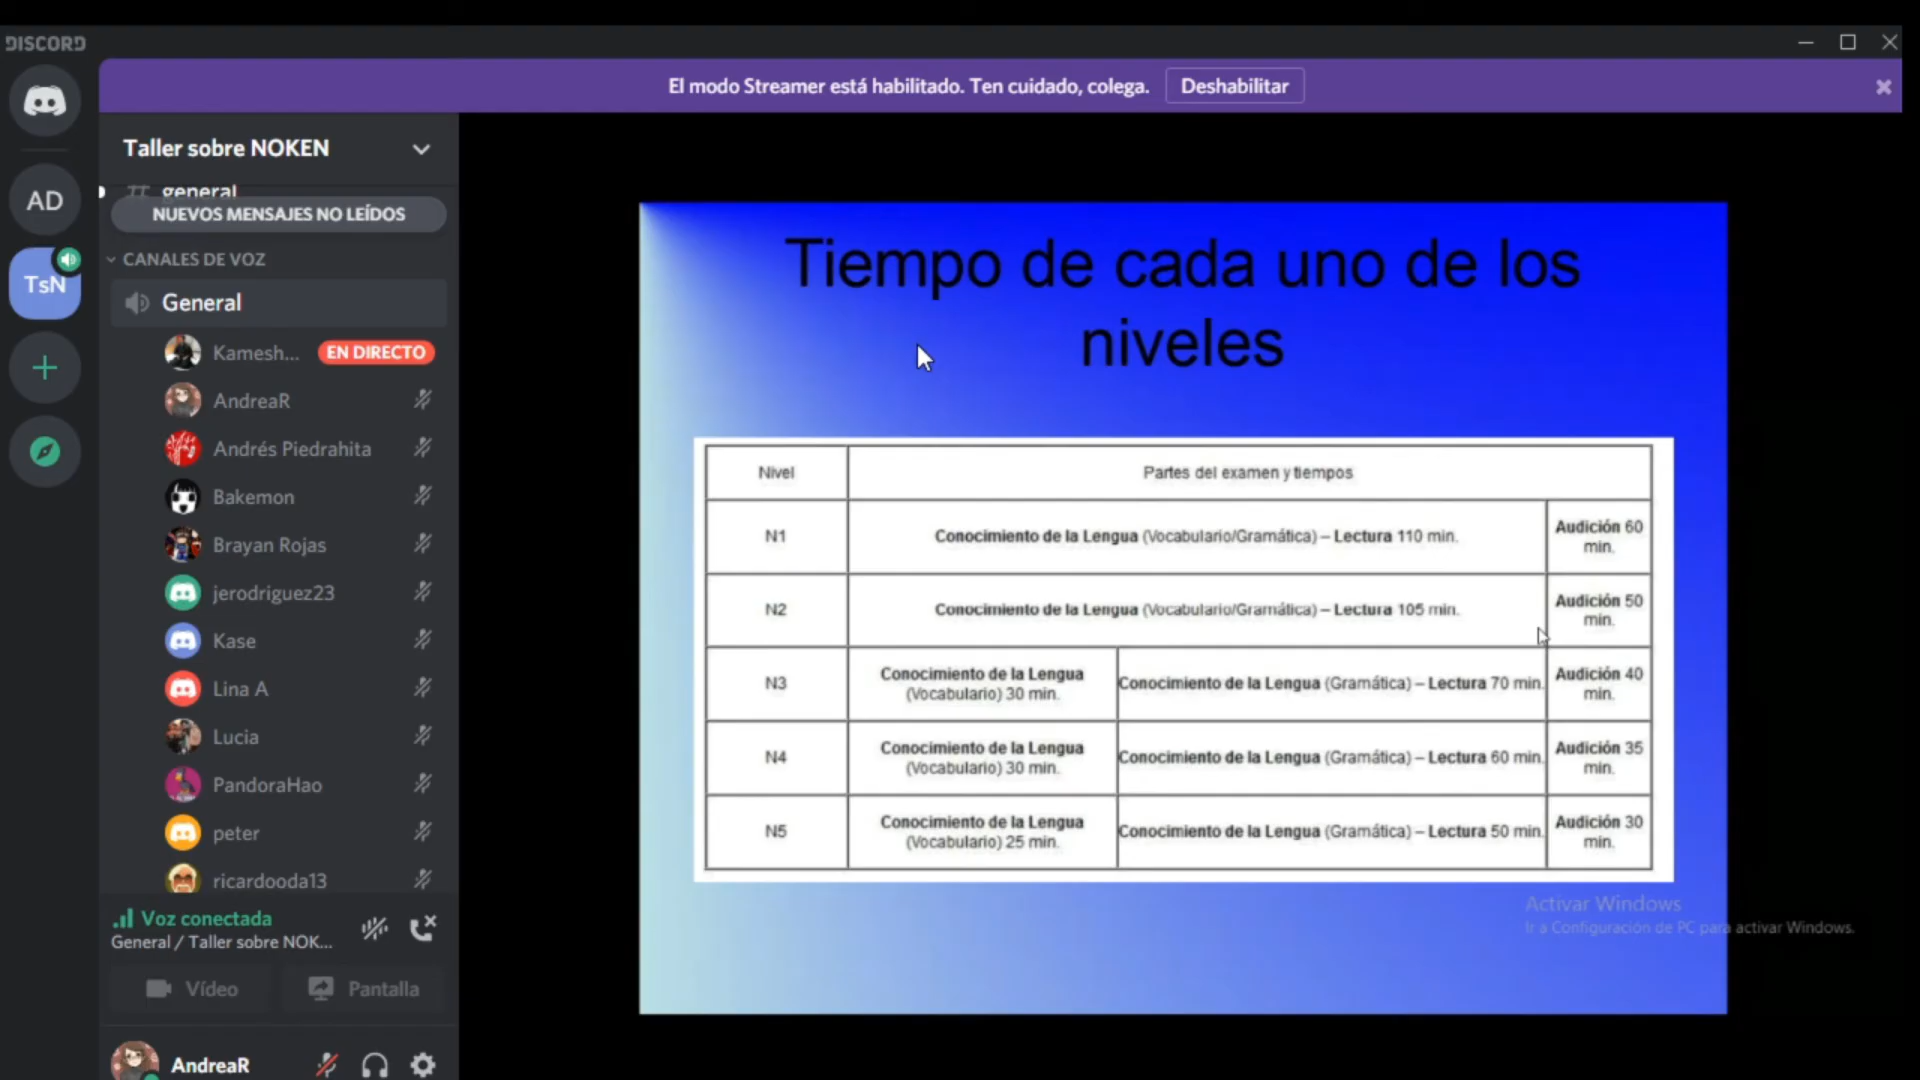 DISCORD
El modo Streamer está habilitado. Ten cuidado, colega.
Deshabilitar
AD
TsN
Taller sobre NOKEN
general
NUEVOS MENSAJES NO LEÍDOS
CANALES DE VOZ
General
Kamesh... EN DIRECTO
AndreaR
Andrés Piedrahita
Bakemon
Brayan Rojas
jerodriguez23
Kase
Lina A
Lucia
PandoraHao
peter
ricardooda13
Voz conectada
General / Taller sobre NOK...
Vídeo Pantalla
AndreaR
Tiempo de cada uno de los
niveles
Nivel Partes del examen y tiempos
N1 Conocimiento de la Lengua (Vocabulario/Gramática) – Lectura 110 min. Audición 60
min.
N2 Conocimiento de la Lengua (Vocabulario/Gramática) – Lectura 105 min. Audición 50
min.
N3 Conocimiento de la Lengua
(Vocabulario) 30 min. Conocimiento de la Lengua (Gramática) – Lectura 70 min. Audición 40
min.
N4 Conocimiento de la Lengua
(Vocabulario) 30 min. Conocimiento de la Lengua (Gramática) – Lectura 60 min. Audición 35
min.
N5 Conocimiento de la Lengua
(Vocabulario) 25 min. Conocimiento de la Lengua (Gramática) – Lectura 50 min. Audición 30
min.
Activar Windows
Ir a Configuración de PC para activar Windows.